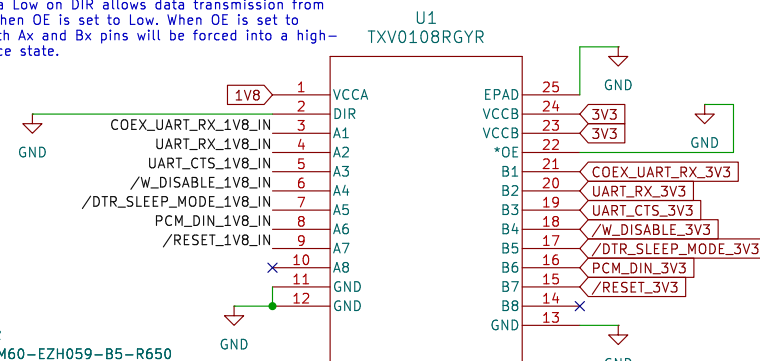 a Low on DIR allows data transmission from
hen OE is set to Low. When OE is set to
th Ax and Bx pins will be forced into a high-
ce state.
U1
TXV0108RGYR
1V8
1
VCCA
2
DIR
GND
COEX_UART_RX_1V8_IN
3
A1
UART_RX_1V8_IN
4
A2
UART_CTS_1V8_IN
5
A3
/W_DISABLE_1V8_IN
6
A4
/DTR_SLEEP_MODE_1V8_IN
7
A5
PCM_DIN_1V8_IN
8
A6
/RESET_1V8_IN
9
A7
10
A8
11
GND
12
GND
GND
EPAD
25
GND
VCCB
24
3V3
VCCB
23
3V3
GND
*OE
22
B1
21
COEX_UART_RX_3V3
B2
20
UART_RX_3V3
B3
19
UART_CTS_3V3
B4
18
/W_DISABLE_3V3
B5
17
/DTR_SLEEP_MODE_3V3
B6
16
PCM_DIN_3V3
B7
15
/RESET_3V3
B8
14
GND
13
M60-EZH059-B5-R650